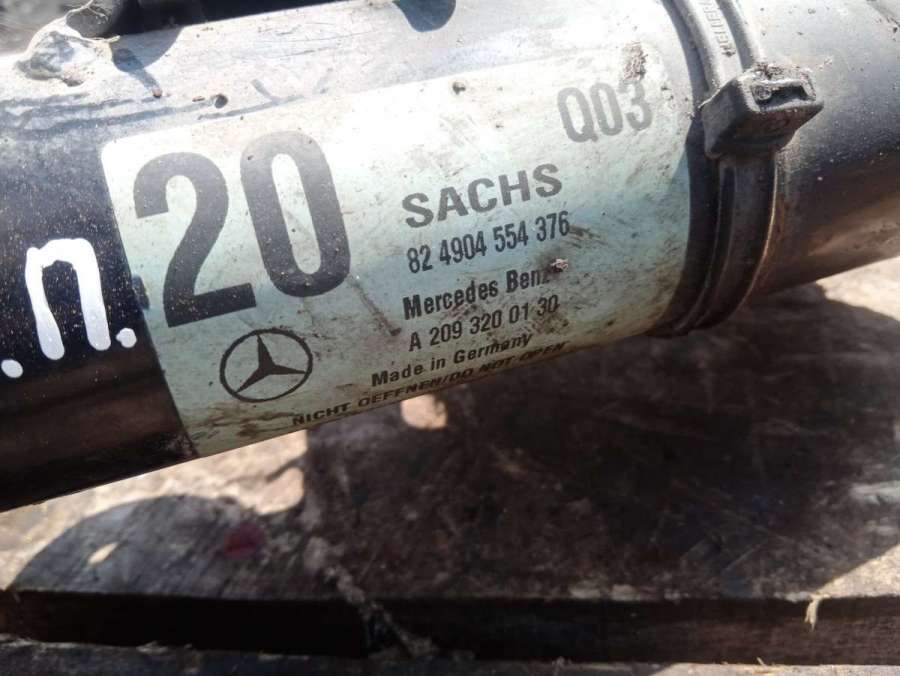 20
Q03
SACHS
82 4904 554 376
Mercedes Benz
A 209 320 01 30
Made in Germany
NICHT OEFFNEN/DO NOT OPEN
.п.